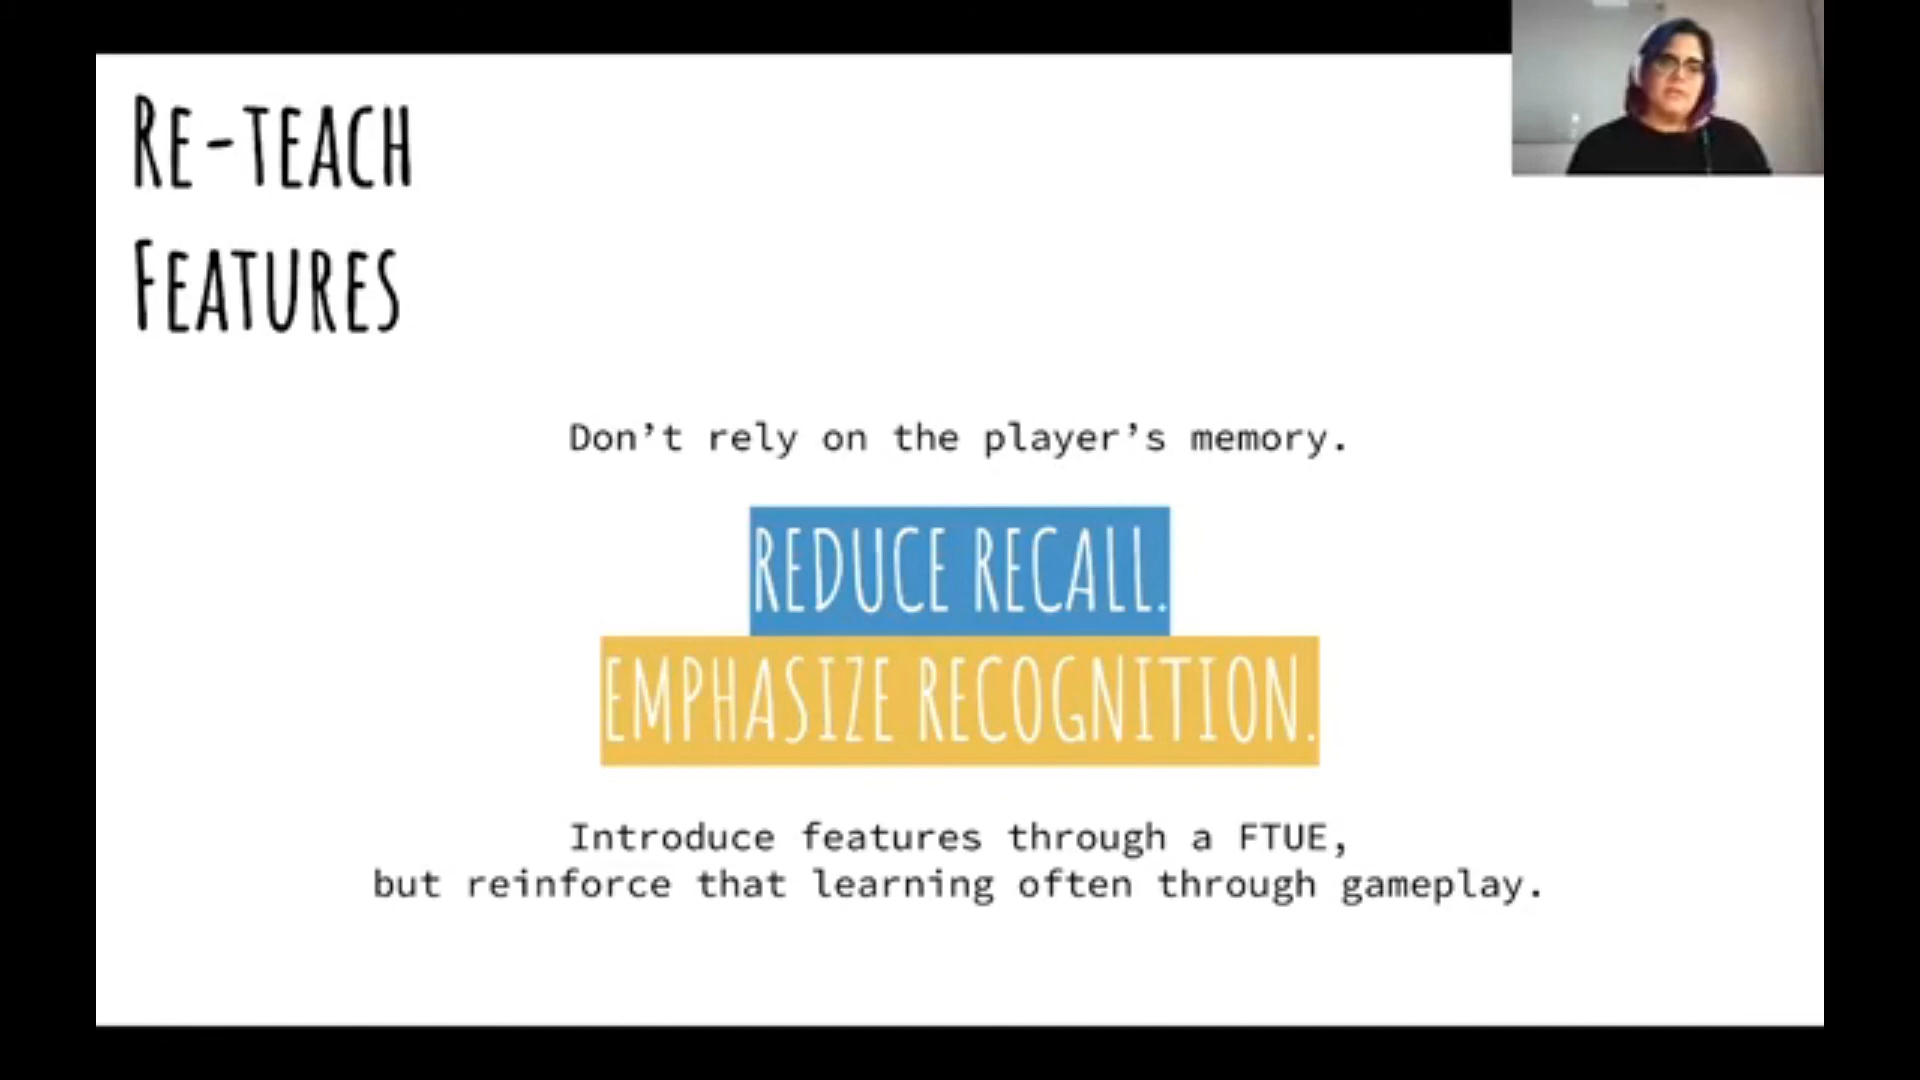 RE-TEACH
FEATURES
Don’t rely on the player’s memory.
REDUCE RECALL.
EMPHASIZE RECOGNITION.
Introduce features through a FTUE,
but reinforce that learning often through gameplay.